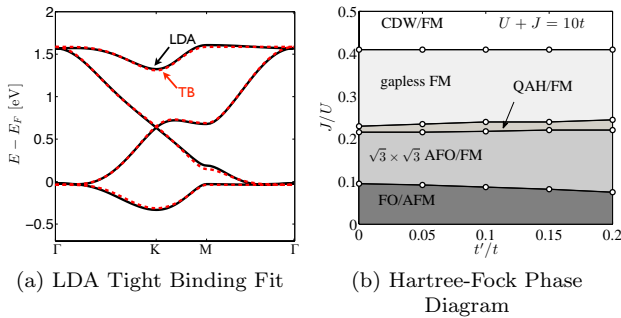 2
1.5
1
0.5
0
−0.5
E − E_F [eV]
LDA
TB
Γ
K
M
Γ
(a) LDA Tight Binding Fit
0.5
0.4
0.3
0.2
0.1
0
J/U
CDW/FM
U + J = 10t
gapless FM
QAH/FM
√3 × √3 AFO/FM
FO/AFM
0
0.05
0.1
0.15
0.2
t′/t
(b) Hartree-Fock Phase
Diagram